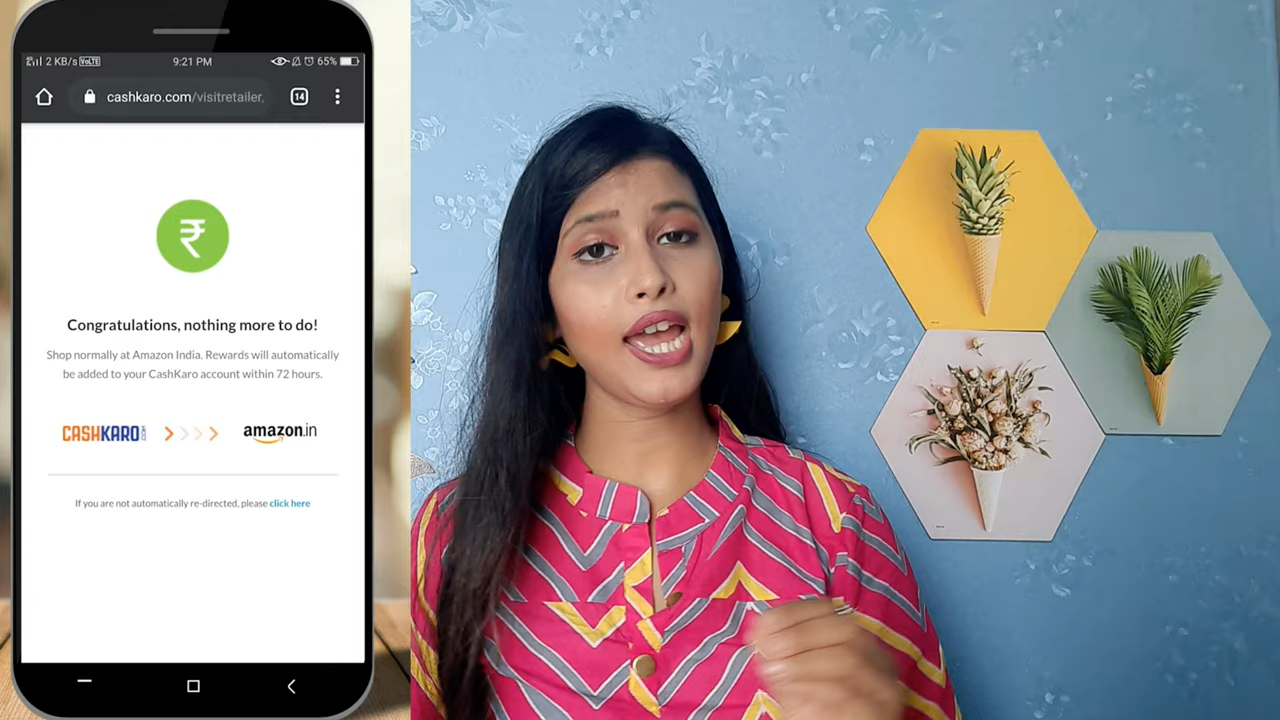 2 KB/s VoLTE 9:21 PM 65%
cashkaro.com/visitretailer, 14
₹
Congratulations, nothing more to do!
Shop normally at Amazon India. Rewards will automatically
be added to your CashKaro account within 72 hours.
CASHKARO.COM amazon.in
If you are not automatically re-directed, please click here